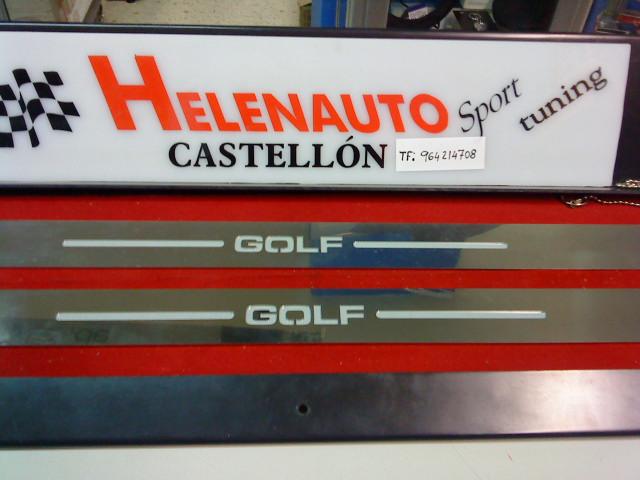 HELENAUTO Sport tuning
CASTELLÓN TF: 964214708
GOLF
GOLF